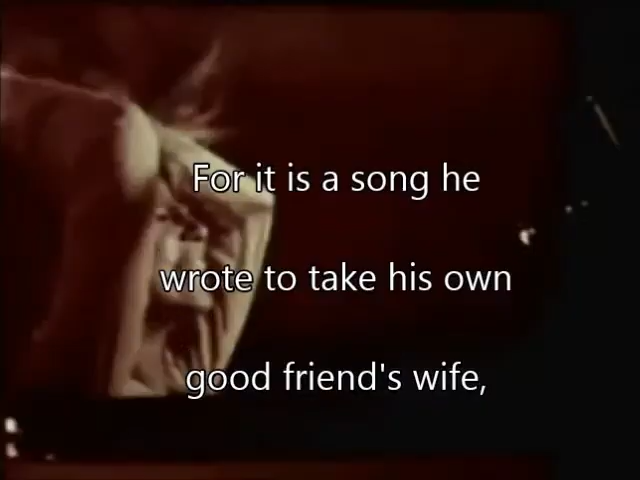 For it is a song he
wrote to take his own
good friend's wife,